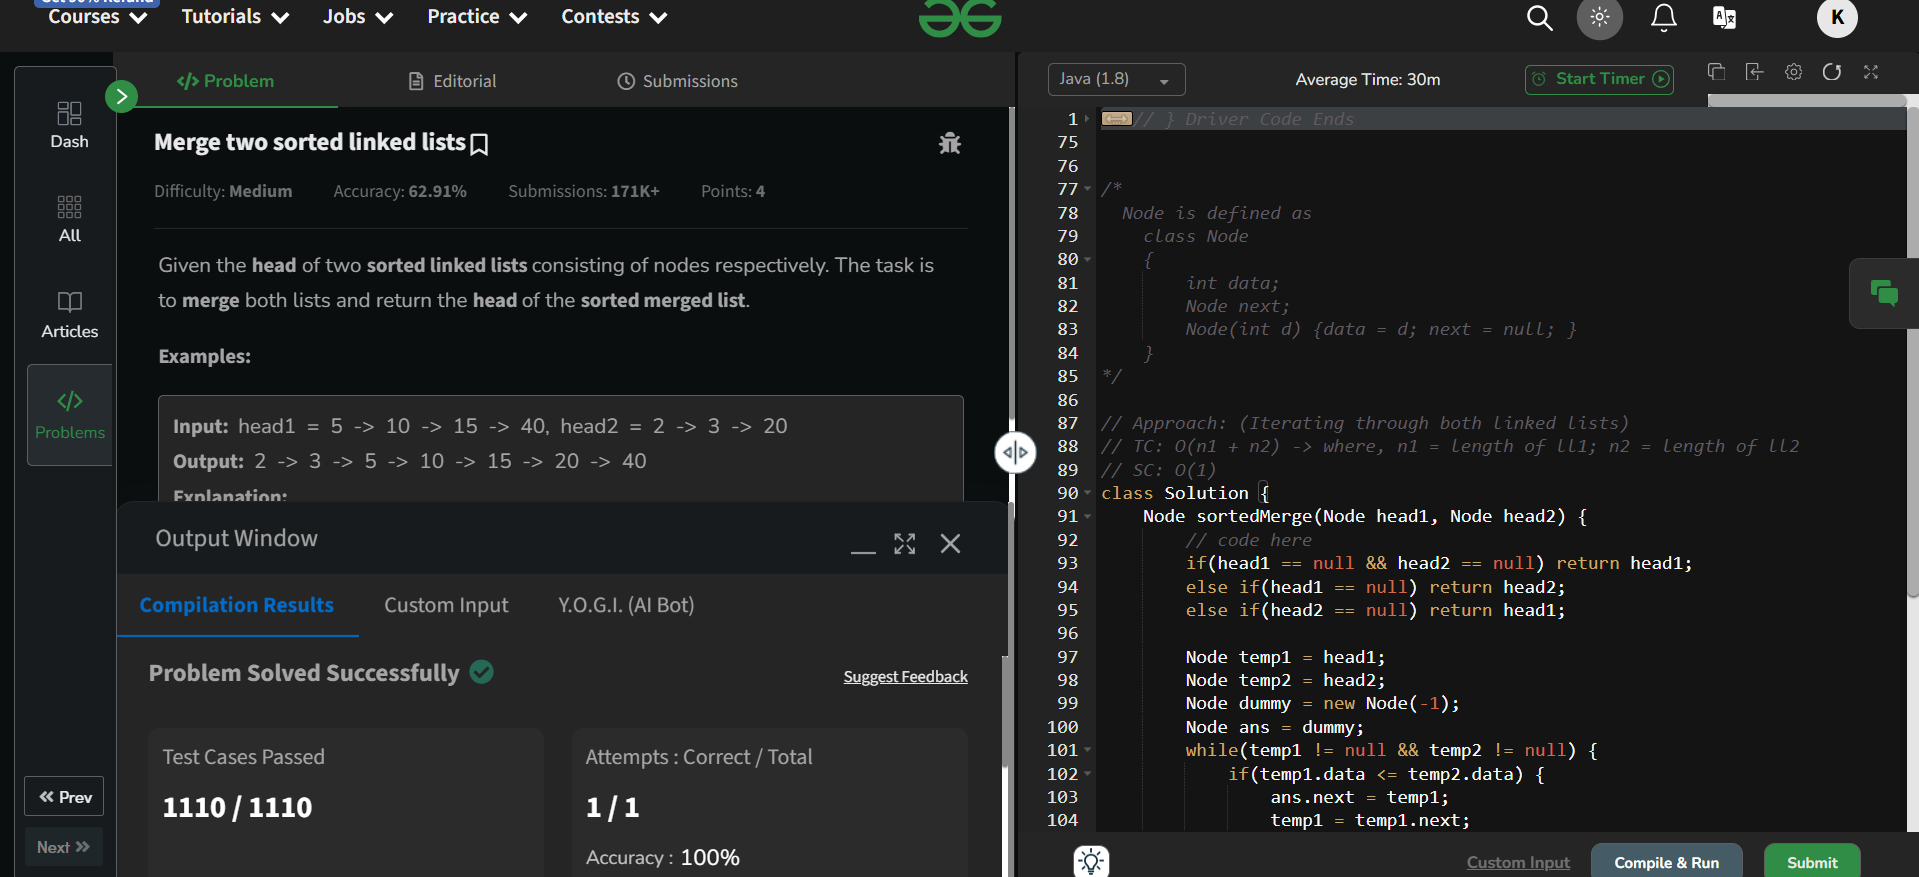 Get 90% Refund
Courses Tutorials Jobs Practice Contests
K
Dash
All
Articles
Problems
Prev
Next
Problem Editorial Submissions
Merge two sorted linked lists
Difficulty: Medium Accuracy: 62.91% Submissions: 171K+ Points: 4
Given the head of two sorted linked lists consisting of nodes respectively. The task is
to merge both lists and return the head of the sorted merged list.
Examples:
Input: head1 = 5 -> 10 -> 15 -> 40, head2 = 2 -> 3 -> 20
Output: 2 -> 3 -> 5 -> 10 -> 15 -> 20 -> 40
Explanation:
Output Window
Compilation Results Custom Input Y.O.G.I. (AI Bot)
Problem Solved Successfully
Suggest Feedback
Test Cases Passed
1110 / 1110
Attempts : Correct / Total
1 / 1
Accuracy : 100%
Java (1.8)
Average Time: 30m
Start Timer
1 // } Driver Code Ends
75
76
77 /*
78 Node is defined as
79 class Node
80 {
81 int data;
82 Node next;
83 Node(int d) {data = d; next = null; }
84 }
85 */
86
87 // Approach: (Iterating through both linked lists)
88 // TC: O(n1 + n2) -> where, n1 = length of ll1; n2 = length of ll2
89 // SC: O(1)
90 class Solution {
91 Node sortedMerge(Node head1, Node head2) {
92 // code here
93 if(head1 == null && head2 == null) return head1;
94 else if(head1 == null) return head2;
95 else if(head2 == null) return head1;
96
97 Node temp1 = head1;
98 Node temp2 = head2;
99 Node dummy = new Node(-1);
100 Node ans = dummy;
101 while(temp1 != null && temp2 != null) {
102 if(temp1.data <= temp2.data) {
103 ans.next = temp1;
104 temp1 = temp1.next;
Custom Input Compile & Run Submit